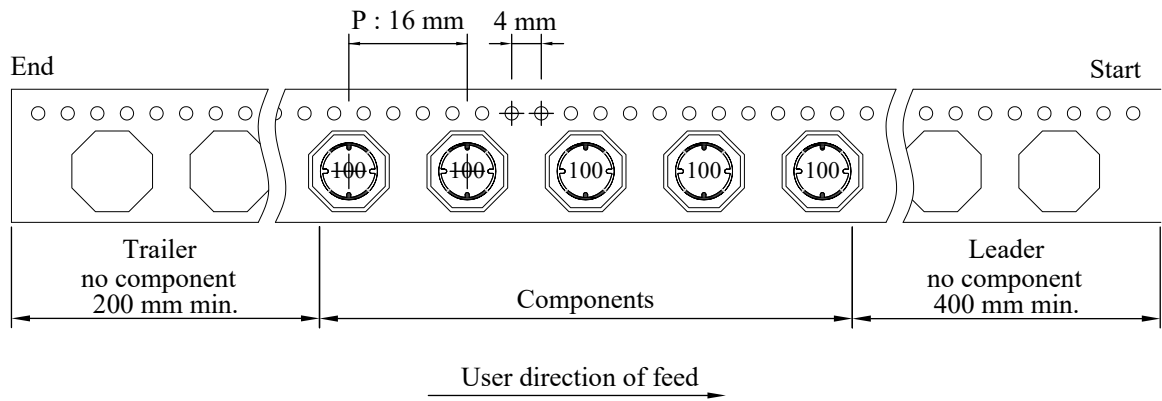 P : 16 mm
4 mm
End
Start
100
100
100
100
100
Trailer
no component
200 mm min.
Components
Leader
no component
400 mm min.
User direction of feed